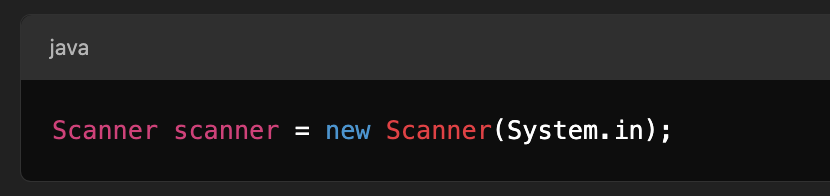 java
Scanner scanner = new Scanner(System.in);